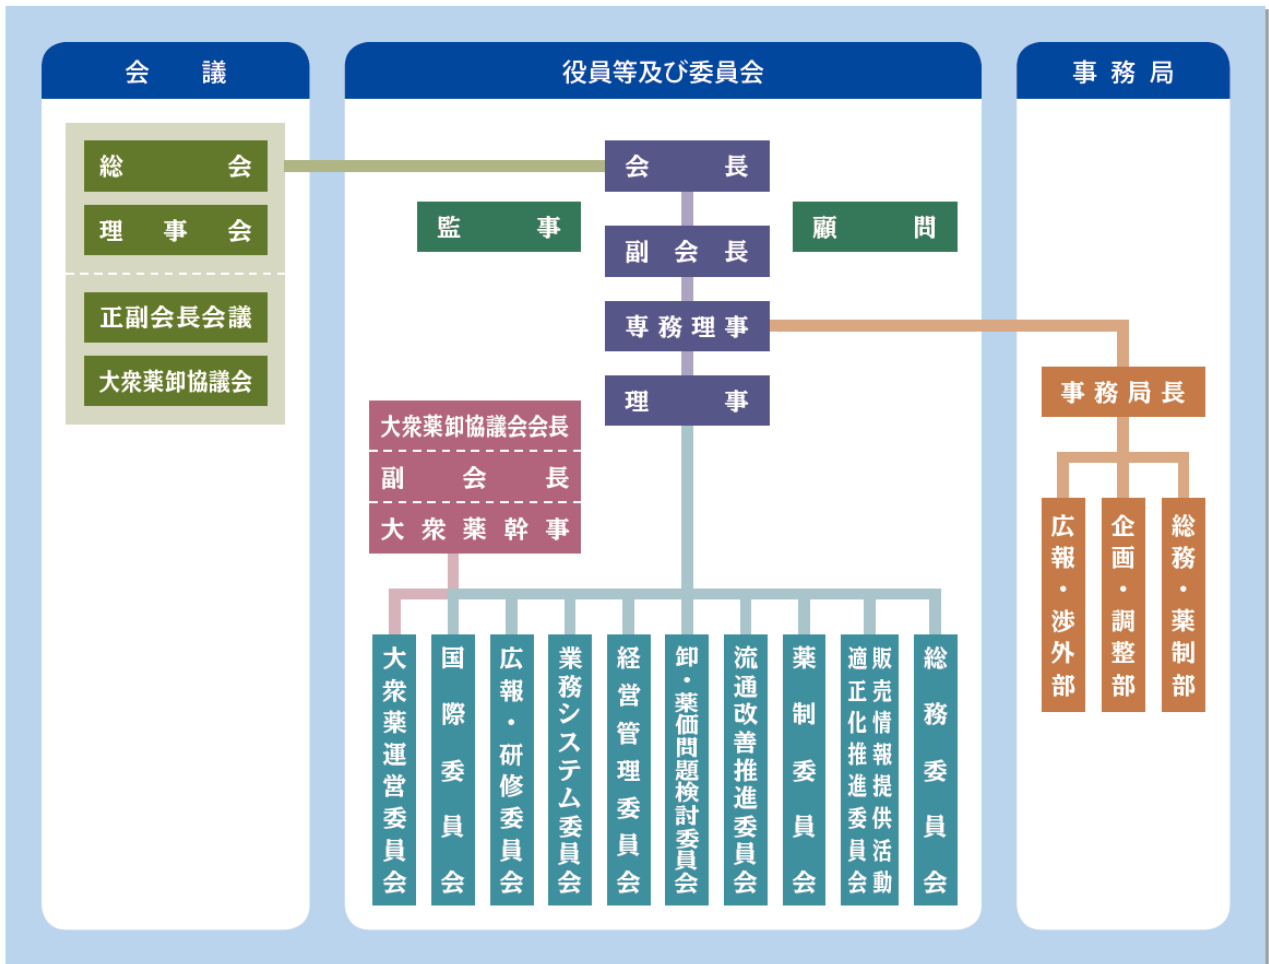 会議
総会
理事会
正副会長会議
大衆薬卸協議会
役員等及び委員会
会長
監事
顧問
副会長
専務理事
理事
大衆薬卸協議会会長
副会長
大衆薬幹事
大衆薬運営委員会
国際委員会
広報・研修委員会
業務システム委員会
経営管理委員会
卸・薬価問題検討委員会
流通改善推進委員会
薬制委員会
販売情報提供活動
適正化推進委員会
総務委員会
事務局
事務局長
広報・渉外部
企画・調整部
総務・薬制部